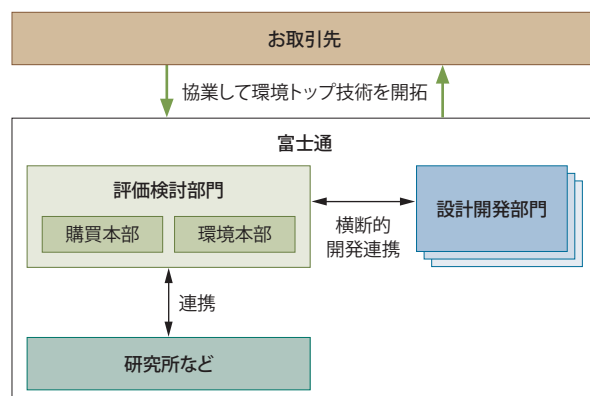 お取引先
協業して環境トップ技術を開拓
富士通
評価検討部門
購買本部
環境本部
横断的
開発連携
設計開発部門
連携
研究所など